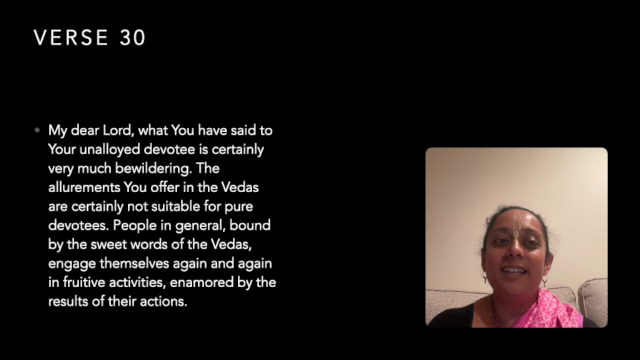 VERSE 30
• My dear Lord, what You have said to
Your unalloyed devotee is certainly
very much bewildering. The
allurements You offer in the Vedas
are certainly not suitable for pure
devotees. People in general, bound
by the sweet words of the Vedas,
engage themselves again and again
in fruitive activities, enamored by the
results of their actions.